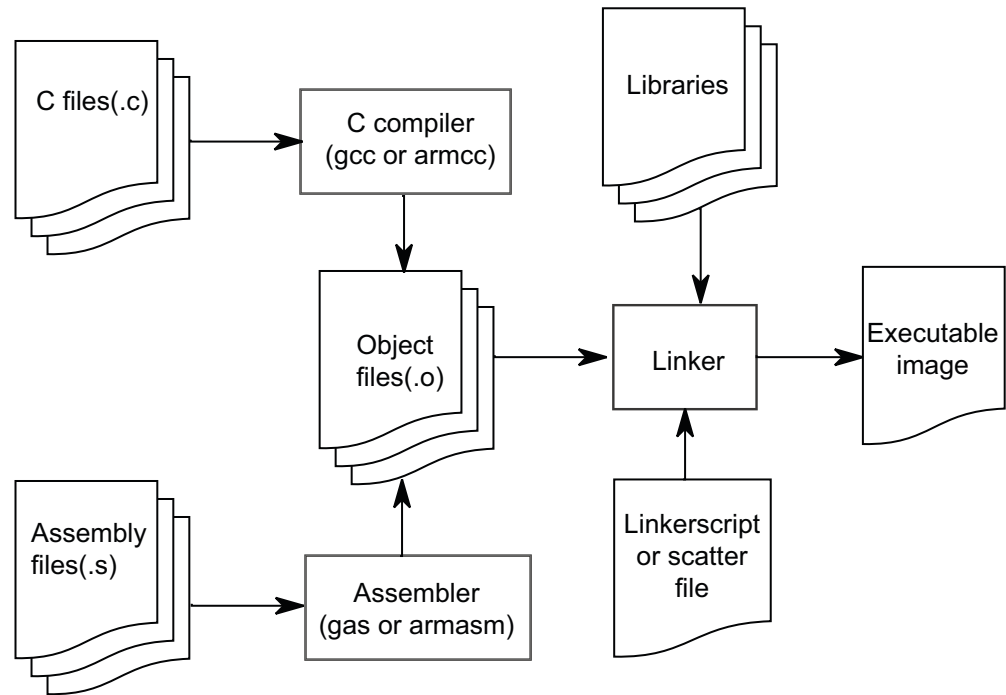 C files(.c)
C compiler
(gcc or armcc)
Libraries
Object
files(.o)
Linker
Executable
image
Assembly
files(.s)
Assembler
(gas or armasm)
Linkerscript
or scatter
file